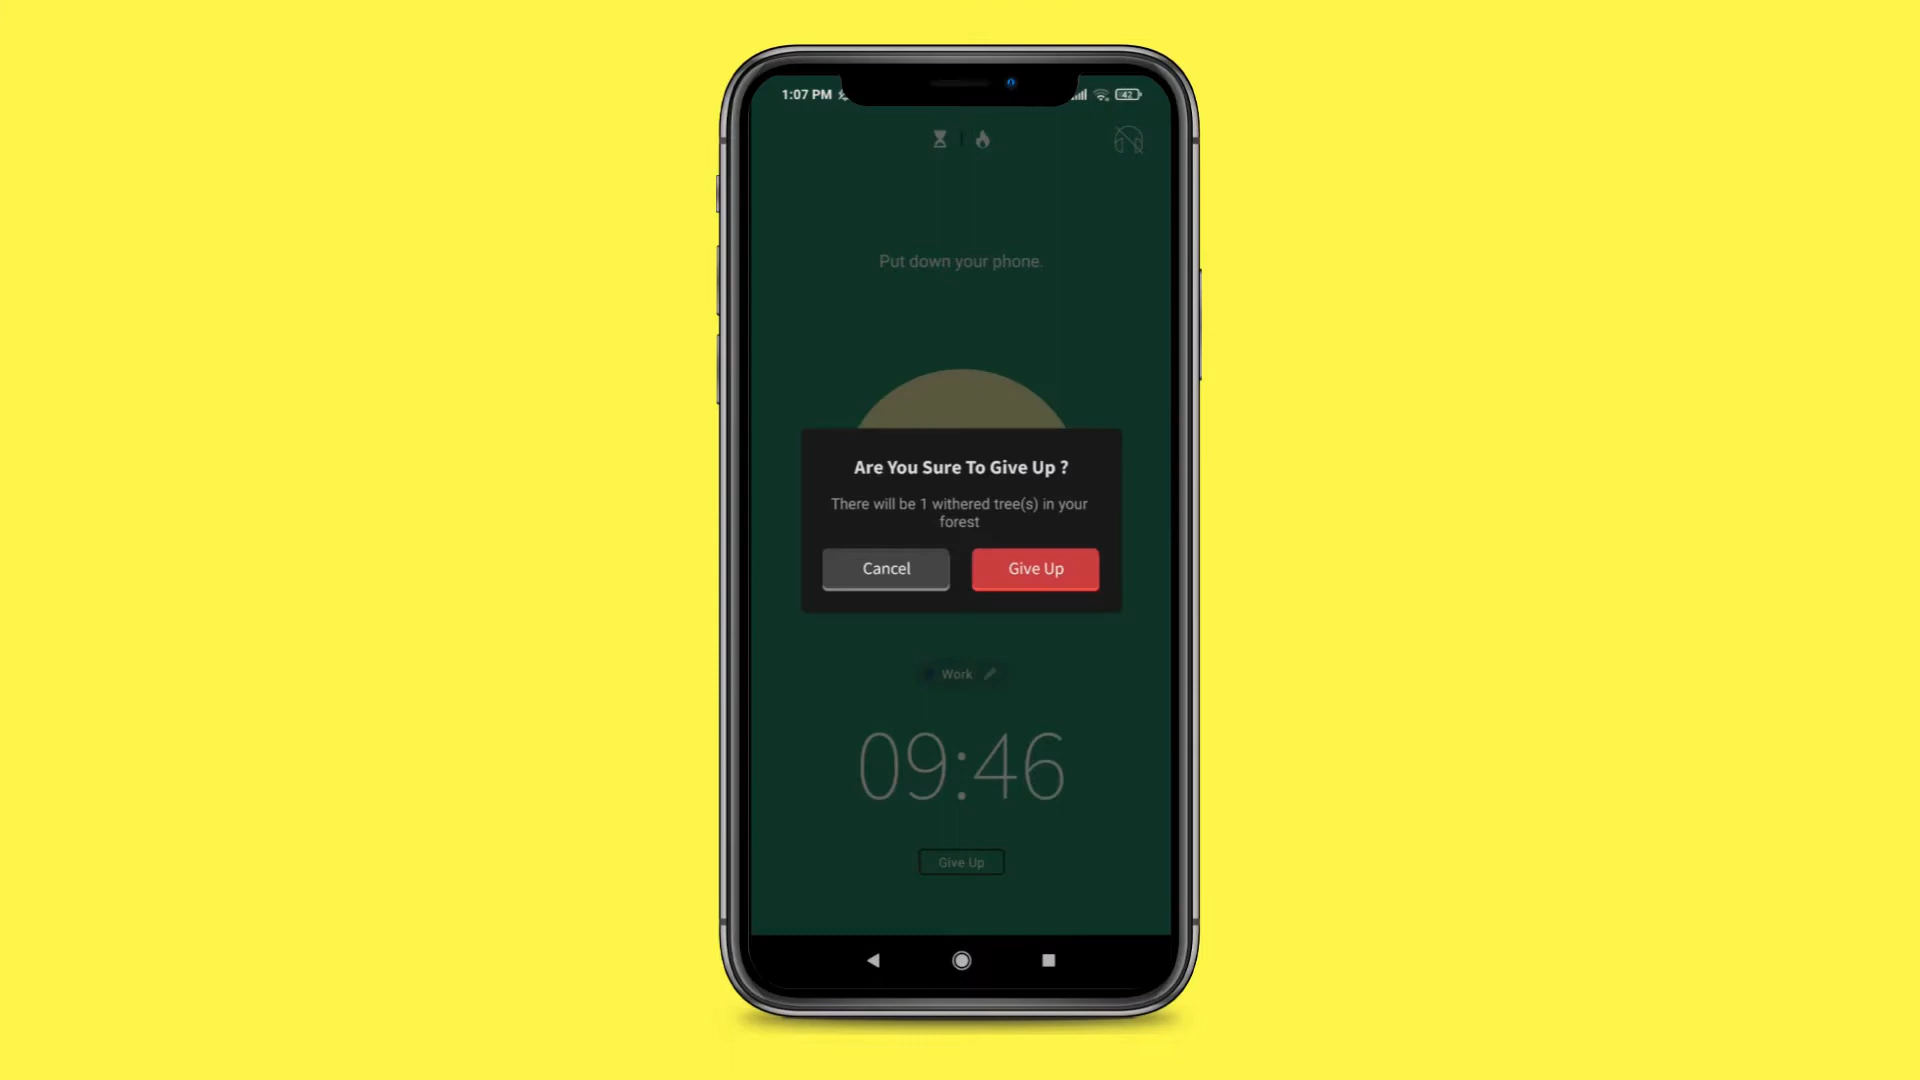 1:07 PM
42
Put down your phone.
Are You Sure To Give Up ?
There will be 1 withered tree(s) in your
forest
Cancel
Give Up
Work
09:46
Give Up